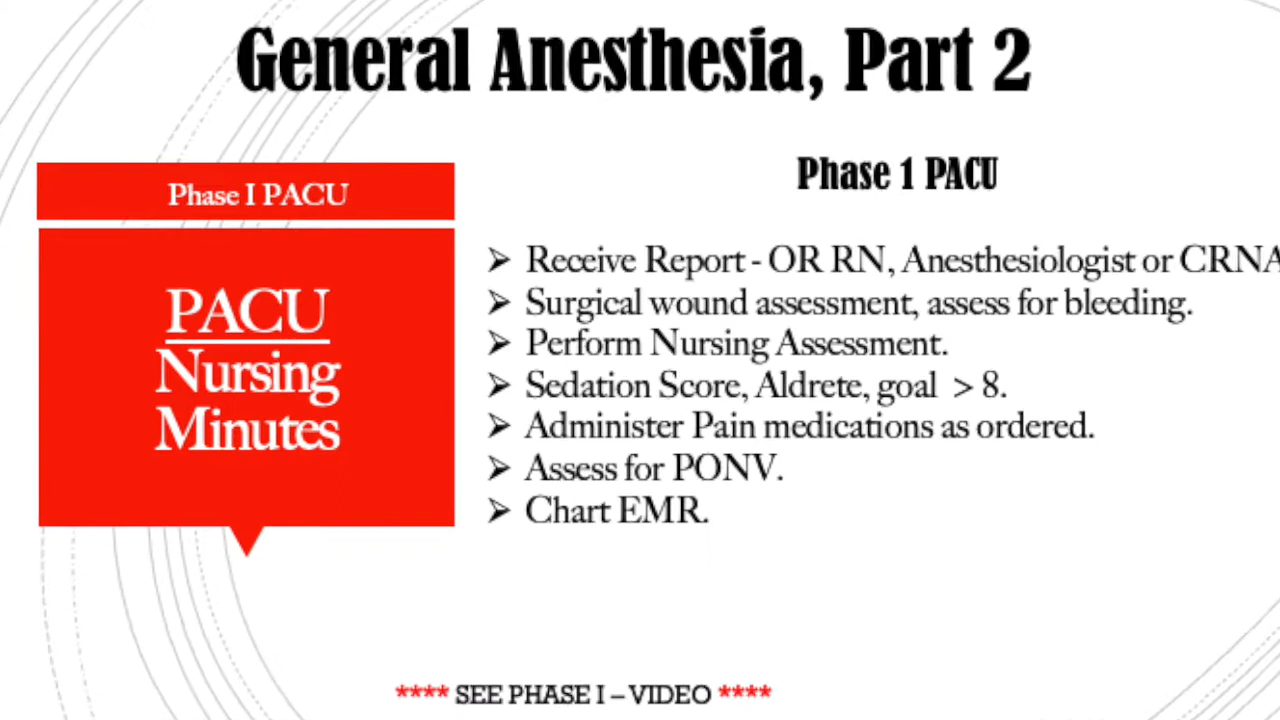 General Anesthesia, Part 2
Phase I PACU
PACU
Nursing
Minutes
Phase 1 PACU
➢ Receive Report - OR RN, Anesthesiologist or CRNA
➢ Surgical wound assessment, assess for bleeding.
➢ Perform Nursing Assessment.
➢ Sedation Score, Aldrete, goal > 8.
➢ Administer Pain medications as ordered.
➢ Assess for PONV.
➢ Chart EMR.
**** SEE PHASE I – VIDEO ****